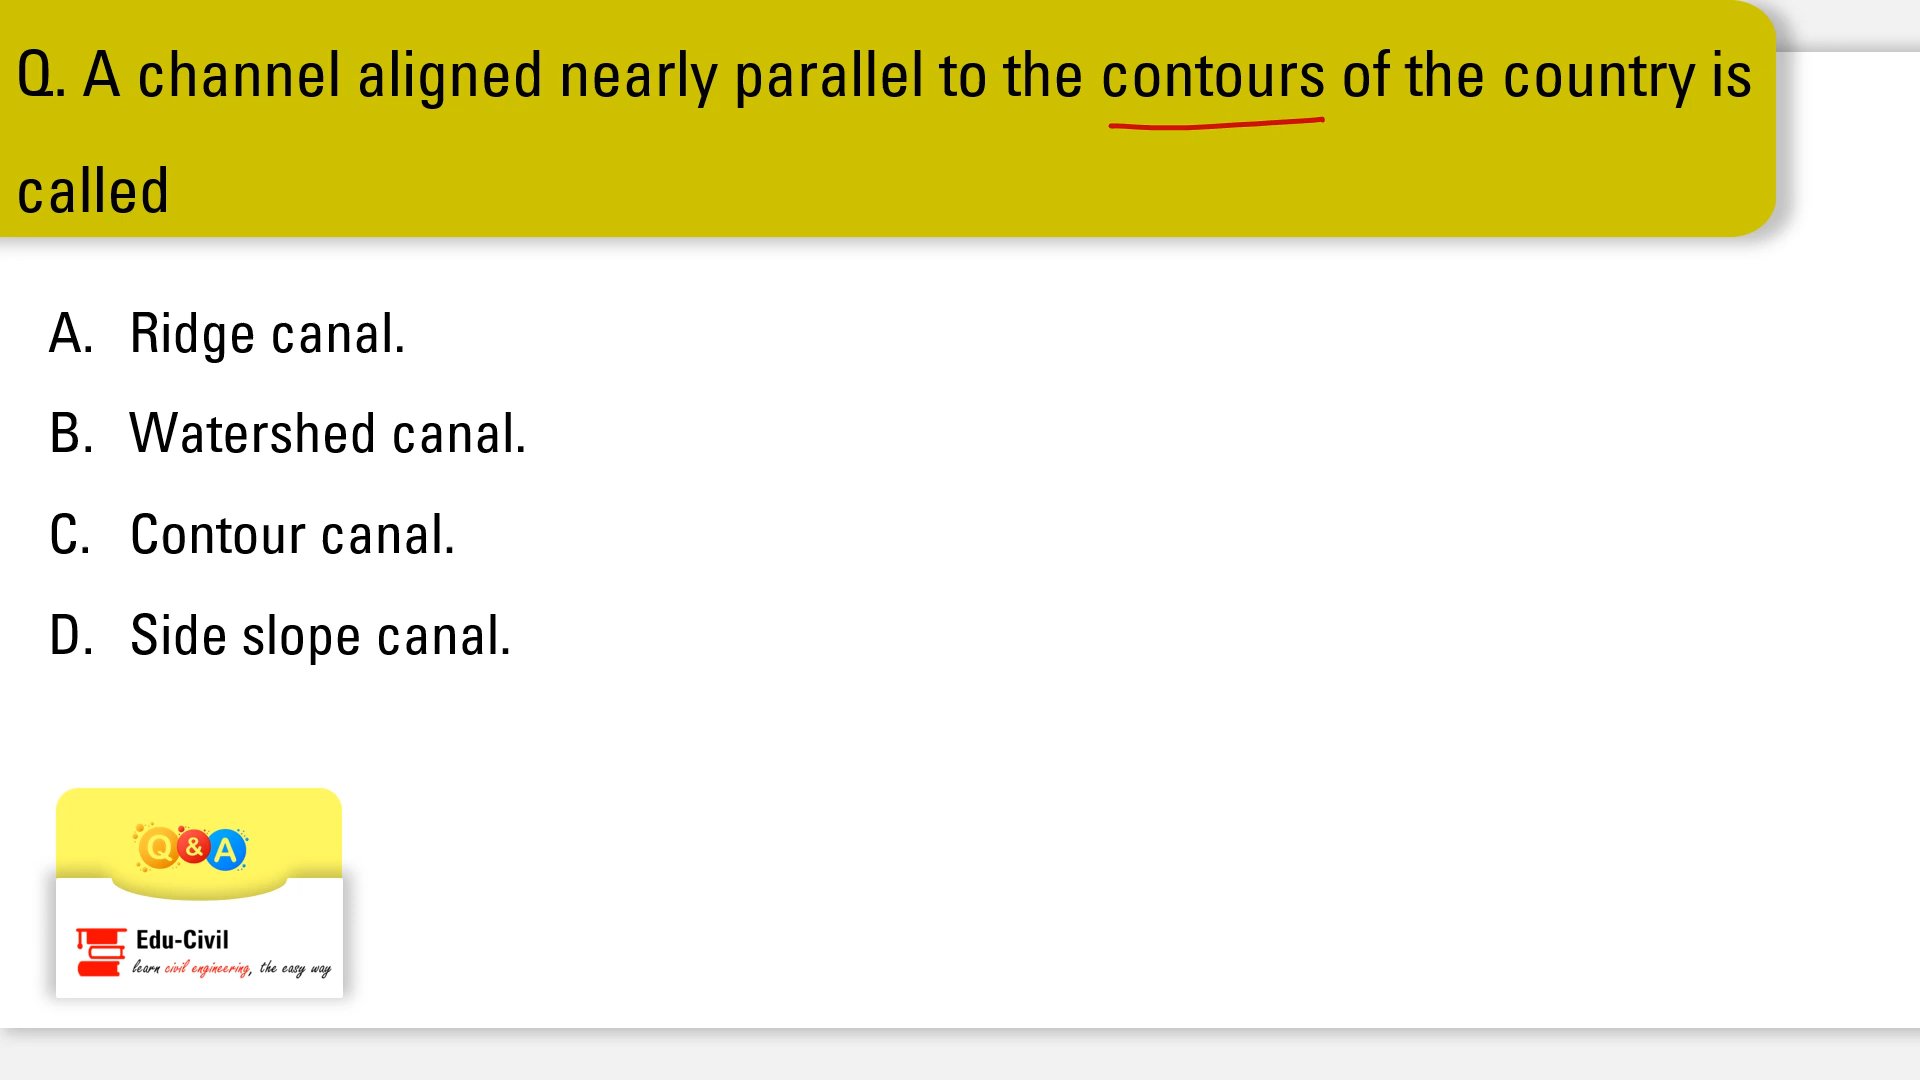 Q. A channel aligned nearly parallel to the contours of the country is
called
A. Ridge canal.
B. Watershed canal.
C. Contour canal.
D. Side slope canal.
Q&A
Edu-Civil
learn civil engineering, the easy way